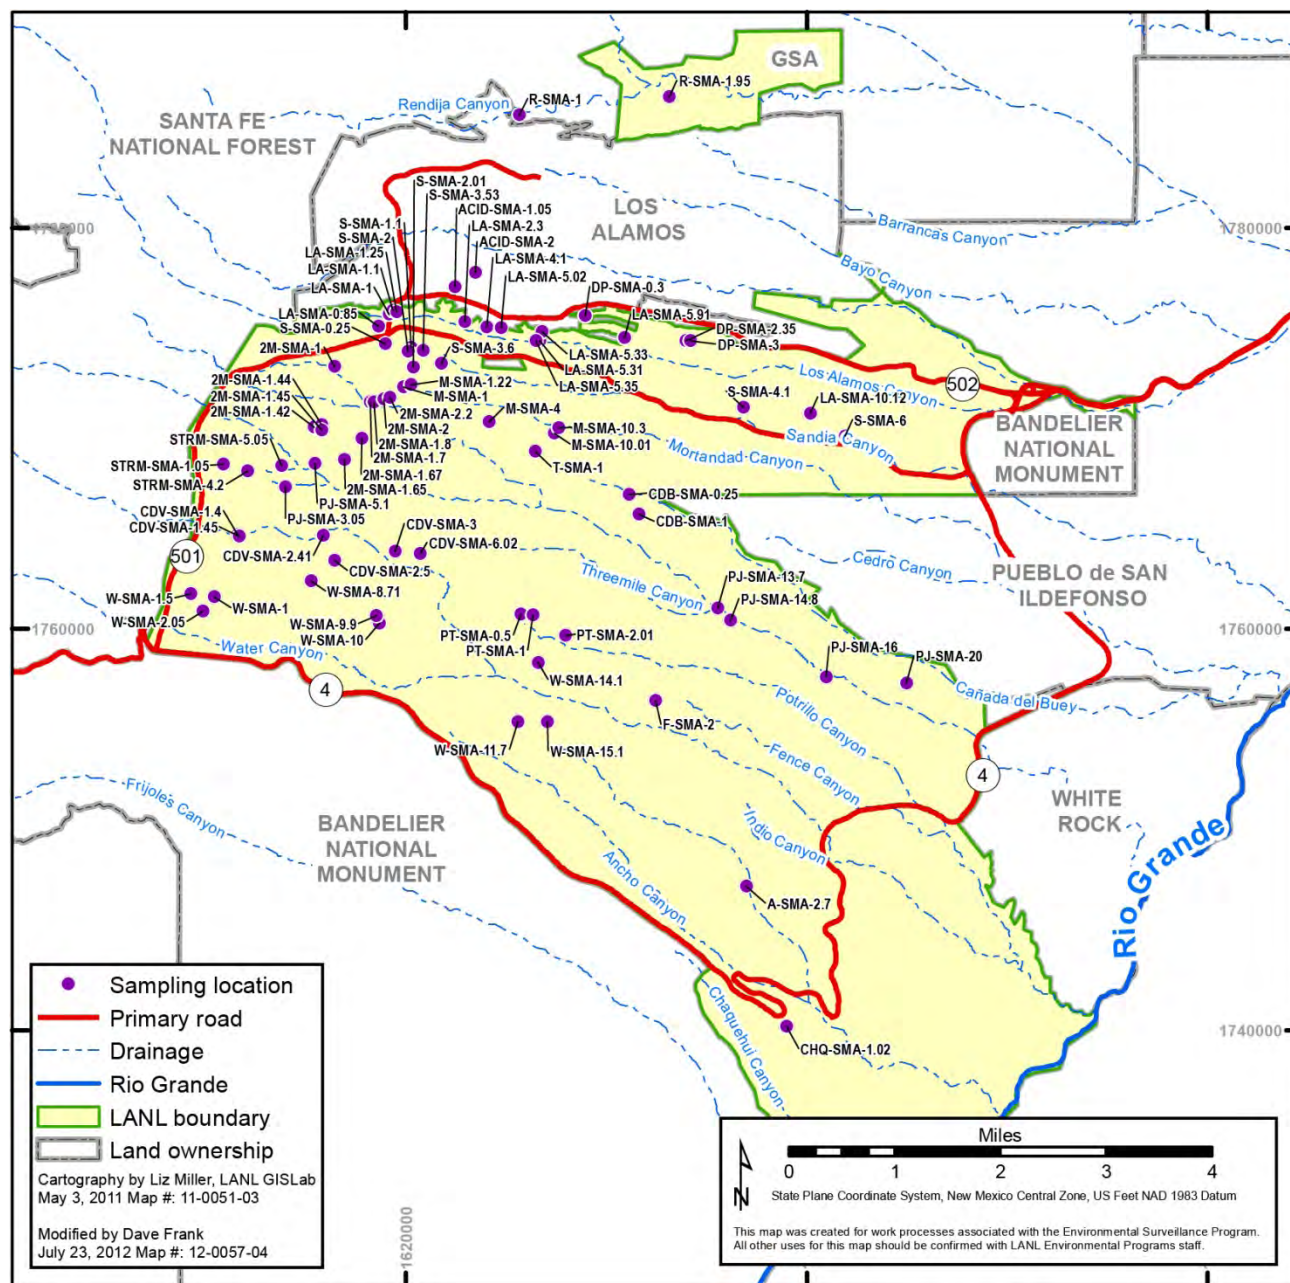 GSA
R-SMA-1.95
R-SMA-1
Rendija Canyon
SANTA FE
NATIONAL FOREST
S-SMA-2.01
S-SMA-3.53
ACID-SMA-1.05
LA-SMA-2.3
ACID-SMA-2
LA-SMA-4.1
LA-SMA-5.02
LOS
ALAMOS
Barrancas Canyon
Bayo Canyon
1780000
S-SMA-1.1
S-SMA-2
LA-SMA-1.25
LA-SMA-1.1
LA-SMA-1
LA-SMA-0.85
S-SMA-0.25
2M-SMA-1
DP-SMA-0.3
LA-SMA-5.91
DP-SMA-2.35
DP-SMA-3
LA-SMA-5.33
LA-SMA-5.31
LA-SMA-5.35
S-SMA-3.6
2M-SMA-1.44
2M-SMA-1.45
2M-SMA-1.42
M-SMA-1.22
M-SMA-1
2M-SMA-2.2
2M-SMA-2
2M-SMA-1.8
2M-SMA-1.7
2M-SMA-1.67
2M-SMA-1.65
M-SMA-4
M-SMA-10.3
M-SMA-10.01
T-SMA-1
Los Alamos Canyon
502
S-SMA-4.1
LA-SMA-10.12
S-SMA-6
Sandia Canyon
Mortandad Canyon
BANDELIER
NATIONAL
MONUMENT
STRM-SMA-5.05
STRM-SMA-1.05
STRM-SMA-4.2
PJ-SMA-5.1
PJ-SMA-3.05
CDV-SMA-1.4
CDV-SMA-1.45
501
CDV-SMA-2.41
CDV-SMA-3
CDV-SMA-6.02
CDV-SMA-2.5
CDB-SMA-0.25
CDB-SMA-1
Cedro Canyon
Threemile Canyon
PJ-SMA-13.7
PJ-SMA-14.8
PUEBLO de SAN
ILDEFONSO
W-SMA-1.5
W-SMA-1
W-SMA-2.05
W-SMA-8.71
W-SMA-9.9
W-SMA-10
1760000
1760000
Water Canyon
4
PT-SMA-0.5
PT-SMA-1
PT-SMA-2.01
W-SMA-14.1
PJ-SMA-16
PJ-SMA-20
Cañada del Buey
Potrillo Canyon
F-SMA-2
W-SMA-11.7
W-SMA-15.1
Fence Canyon
4
WHITE
ROCK
Indio Canyon
Frijoles Canyon
BANDELIER
NATIONAL
MONUMENT
Ancho Canyon
A-SMA-2.7
Rio Grande
Chaquehui Canyon
CHQ-SMA-1.02
1740000
1620000
Sampling location
Primary road
Drainage
Rio Grande
LANL boundary
Land ownership
Cartography by Liz Miller, LANL GISLab
May 3, 2011 Map #: 11-0051-03
Modified by Dave Frank
July 23, 2012 Map #: 12-0057-04
Miles
0 1 2 3 4
N
State Plane Coordinate System, New Mexico Central Zone, US Feet NAD 1983 Datum
This map was created for work processes associated with the Environmental Surveillance Program.
All other uses for this map should be confirmed with LANL Environmental Programs staff.